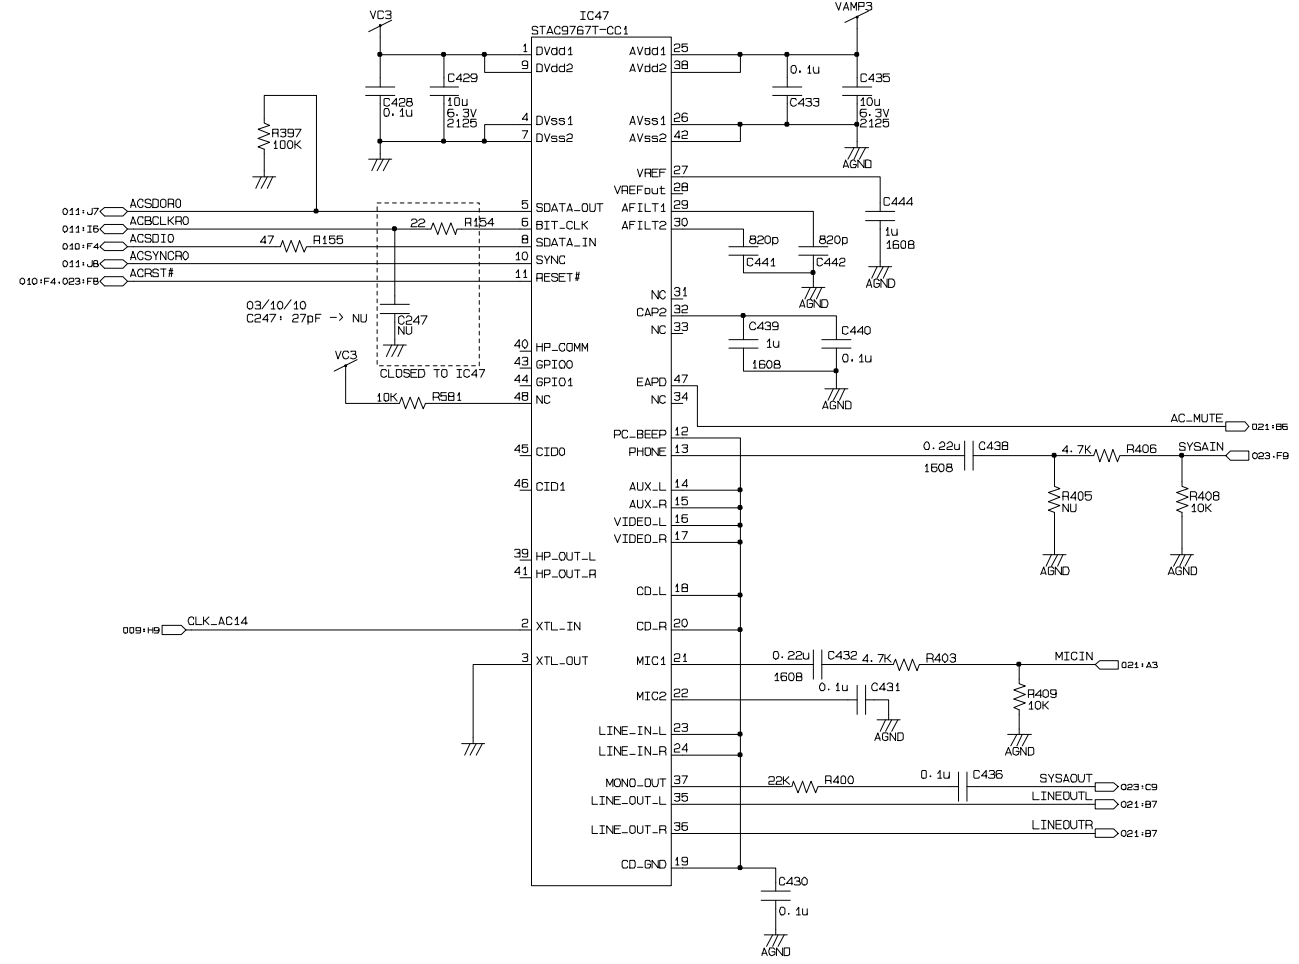 VC3
IC47
STAC9767T-CC1
VAMP3
1 DVdd1
9 DVdd2
AVdd1 25
AVdd2 38
C428
0.1u
C429
10u
6.3V
2125
0.1u
C433
C435
10u
6.3V
2125
4 DVss1
7 DVss2
AVss1 26
AVss2 42
AGND
R397
100K
VREF 27
VREFout 28
AFILT1 29
AFILT2 30
C444
1u
1608
AGND
820p
C441
820p
C442
AGND
011:J7 ACSDOR0
5 SDATA_OUT
011:I6 ACBCLKR0
22 R154
6 BIT_CLK
010:F4 ACSDI0
47 R155
8 SDATA_IN
011:J8 ACSYNCR0
10 SYNC
010:F4,023:F8 ACRST#
11 RESET#
03/10/10
C247: 27pF -> NU
C247
NU
CLOSED TO IC47
NC 31
CAP2 32
NC 33
C439
1u
1608
C440
0.1u
AGND
40 HP_COMM
43 GPIO0
44 GPIO1
48 NC
VC3
10K R581
EAPD 47
NC 34
AC_MUTE 021:B6
PC_BEEP 12
PHONE 13
0.22u C438
1608
4.7K R406
SYSAIN 023:F9
R405
NU
AGND
R408
10K
AGND
45 CID0
46 CID1
AUX_L 14
AUX_R 15
VIDEO_L 16
VIDEO_R 17
39 HP_OUT_L
41 HP_OUT_R
CD_L 18
CD_R 20
009:H9 CLK_AC14
2 XTL_IN
3 XTL_OUT
MIC1 21
0.22u C432
1608
4.7K R403
MICIN 021:A3
R409
10K
AGND
MIC2 22
0.1u C431
AGND
LINE_IN_L 23
LINE_IN_R 24
MONO_OUT 37
22K R400
0.1u C436
SYSAOUT 023:C9
LINE_OUT_L 35
LINEOUTL 021:B7
LINE_OUT_R 36
LINEOUTR 021:B7
CD_GND 19
C430
0.1u
AGND